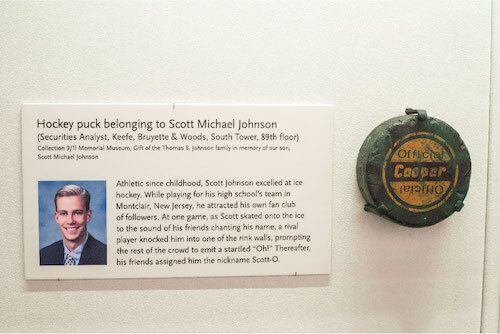 Hockey puck belonging to Scott Michael Johnson
(Securities Analyst, Keefe, Bruyette & Woods, South Tower, 89th floor)
Collection 9/11 Memorial Museum, Gift of the Thomas S. Johnson family in memory of our son,
Scott Michael Johnson
Athletic since childhood, Scott Johnson excelled at ice
hockey. While playing for his high school's team in
Montclair, New Jersey, he attracted his own fan club
of followers. At one game, as Scott skated onto the ice
to the sound of his friends chanting his name, a rival
player knocked him into one of the rink walls, prompting
the rest of the crowd to emit a startled "Oh!" Thereafter,
his friends assigned him the nickname Scott-O.
Official
Cooper
Official